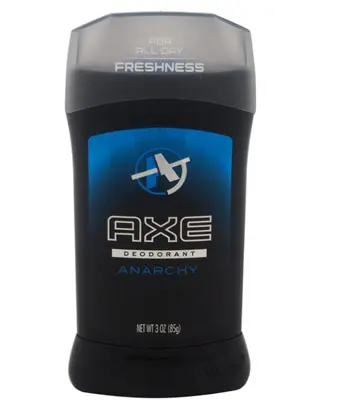 FOR
ALL DAY
FRESHNESS
AXE
DEODORANT
ANARCHY
NET WT 3 OZ (85g)